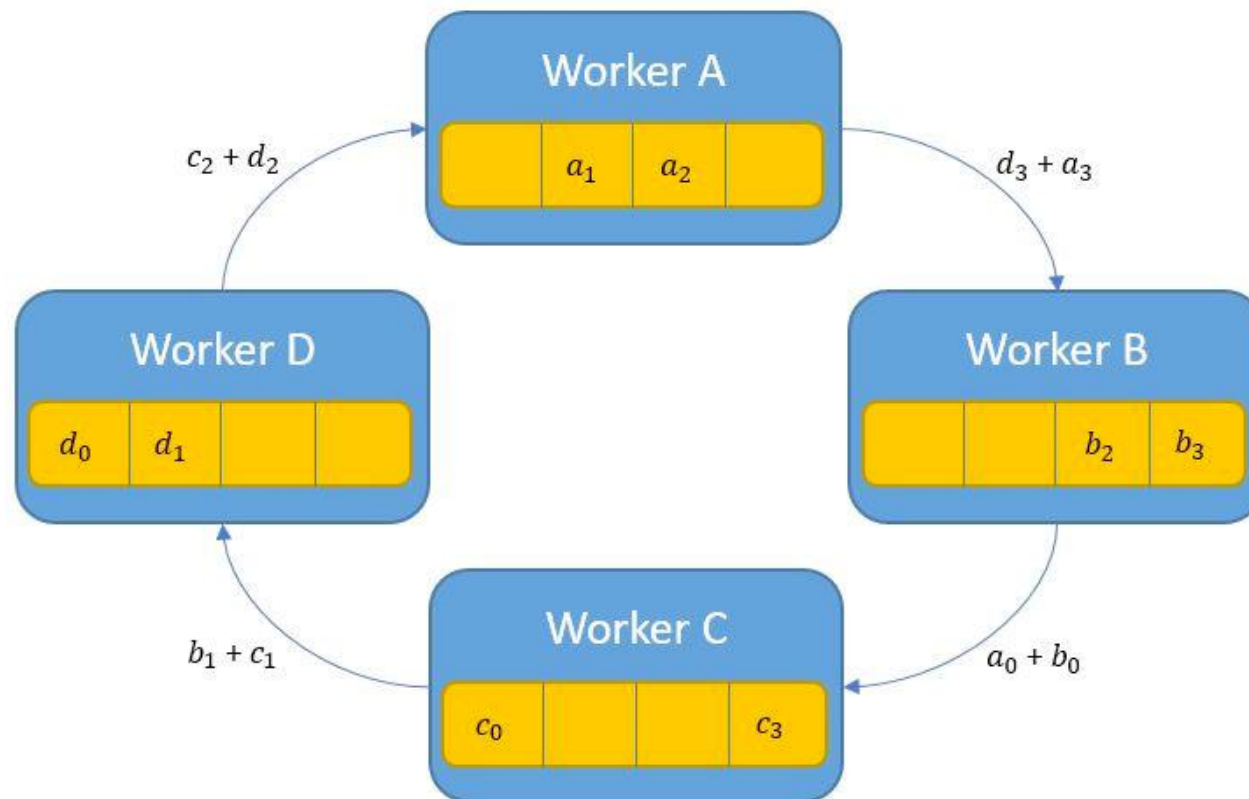 Worker A
a₁ a₂
c₂ + d₂
d₃ + a₃
Worker D
d₀ d₁
Worker B
b₂ b₃
b₁ + c₁
a₀ + b₀
Worker C
c₀ c₃